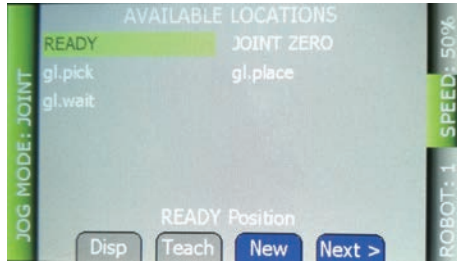 AVAILABLE LOCATIONS
READY JOINT ZERO
gl.pick gl.place
gl.wait
READY Position
Disp Teach New Next >
JOG MODE: JOINT
SPEED: 50%
ROBOT: 1